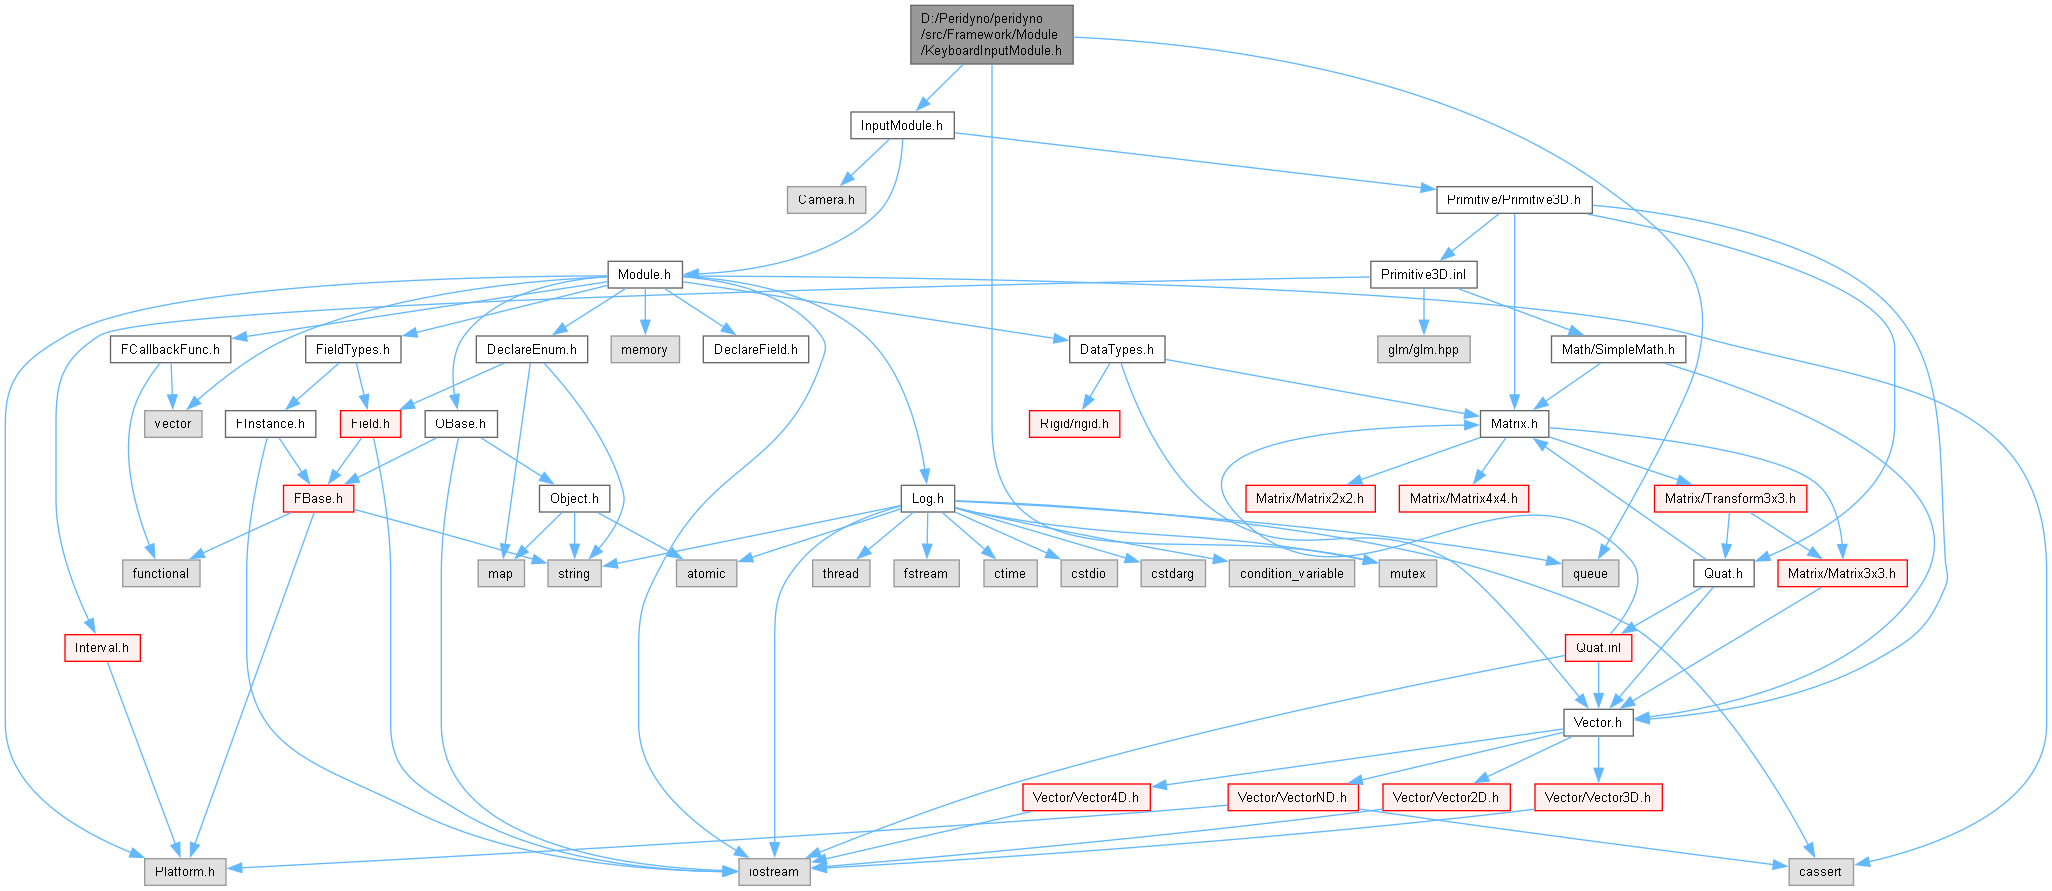 D:/Peridyno/peridyno
/src/Framework/Module
/KeyboardInputModule.h
InputModule.h
Camera.h
Primitive/Primitive3D.h
Module.h
Primitive3D.inl
FCallbackFunc.h
FieldTypes.h
DeclareEnum.h
memory
DeclareField.h
DataTypes.h
glm/glm.hpp
Math/SimpleMath.h
vector
FInstance.h
Field.h
OBase.h
Rigid/rigid.h
Matrix.h
FBase.h
Object.h
Log.h
Matrix/Matrix2x2.h
Matrix/Matrix4x4.h
Matrix/Transform3x3.h
functional
map
string
atomic
thread
fstream
ctime
cstdio
cstdarg
condition_variable
mutex
queue
Quat.h
Matrix/Matrix3x3.h
Interval.h
Quat.inl
Vector.h
Vector/Vector4D.h
Vector/VectorND.h
Vector/Vector2D.h
Vector/Vector3D.h
Platform.h
iostream
cassert